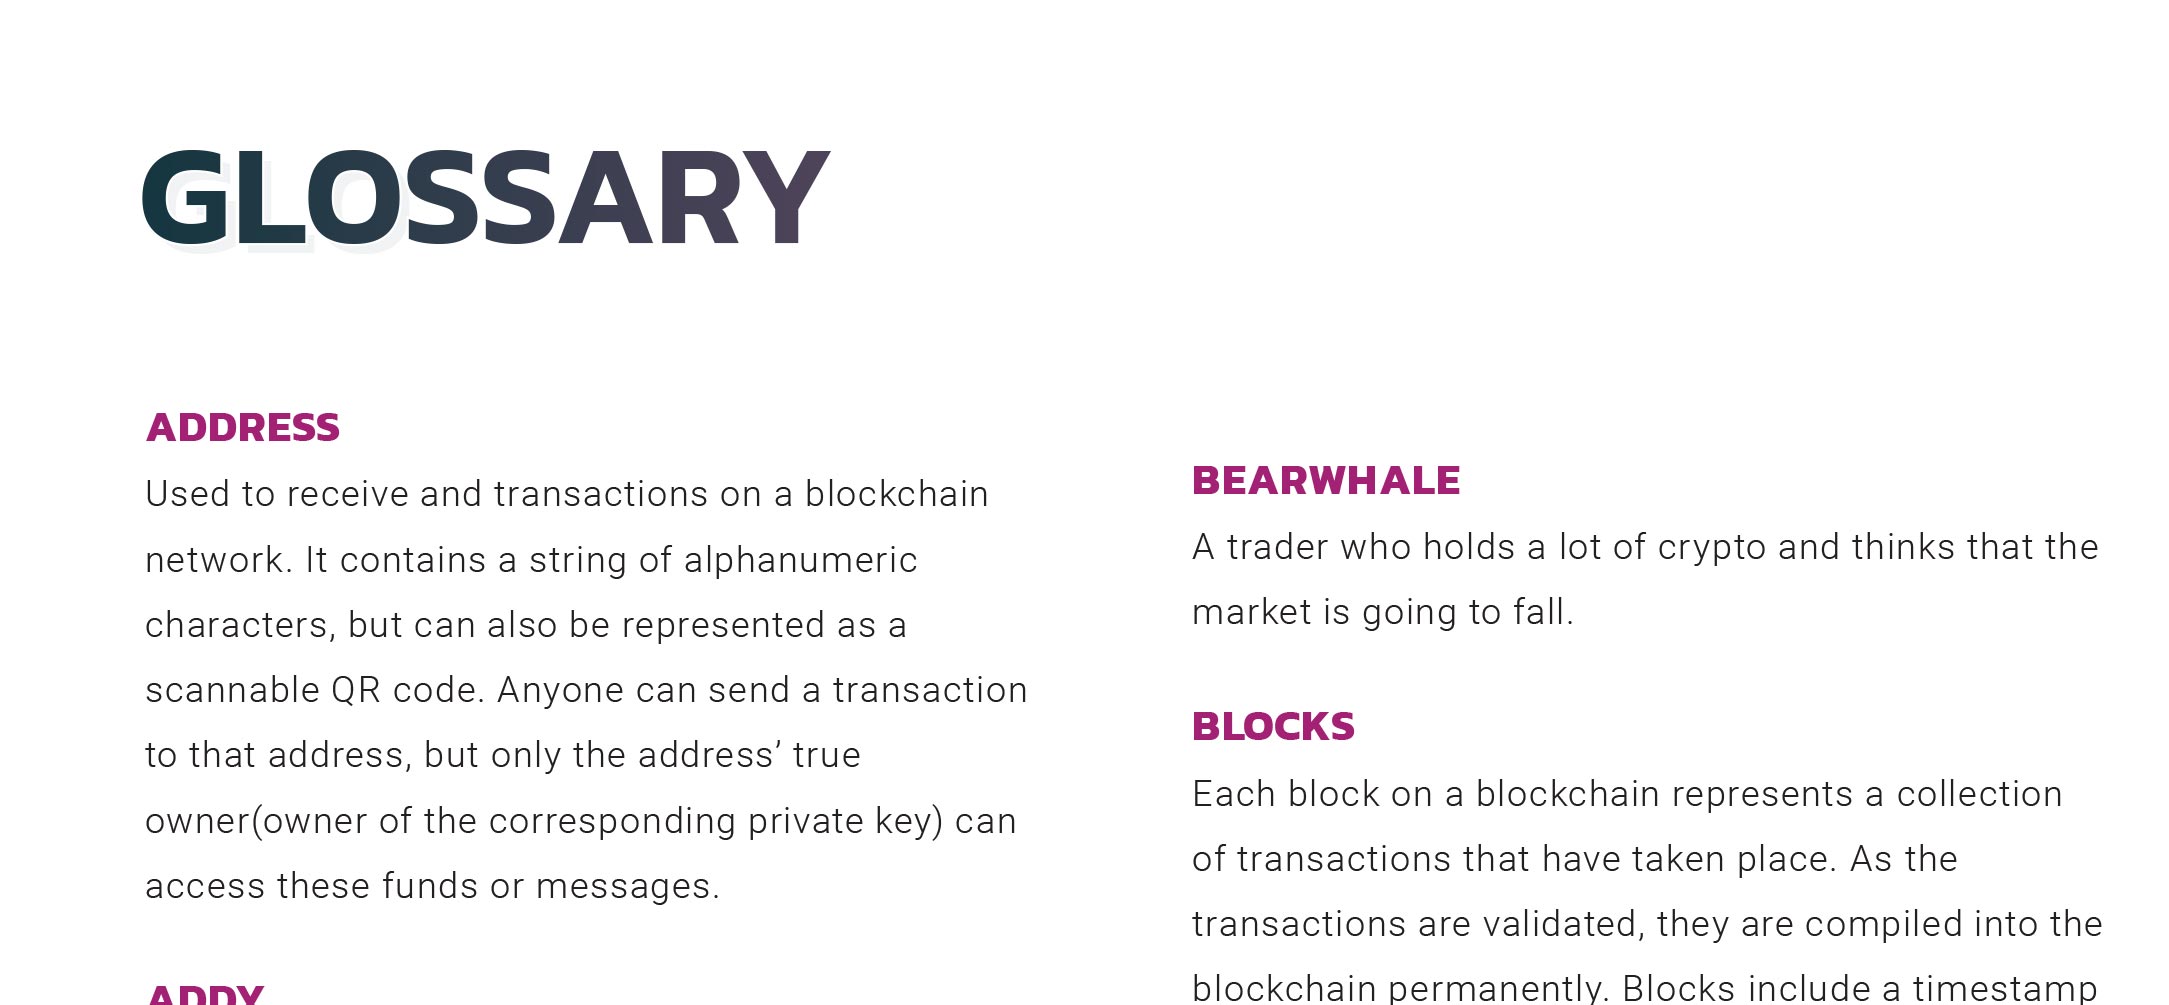 GLOSSARY
ADDRESS
Used to receive and transactions on a blockchain
network. It contains a string of alphanumeric
characters, but can also be represented as a
scannable QR code. Anyone can send a transaction
to that address, but only the address’ true
owner(owner of the corresponding private key) can
access these funds or messages.
ADDY
BEARWHALE
A trader who holds a lot of crypto and thinks that the
market is going to fall.
BLOCKS
Each block on a blockchain represents a collection
of transactions that have taken place. As the
transactions are validated, they are compiled into the
blockchain permanently. Blocks include a timestamp